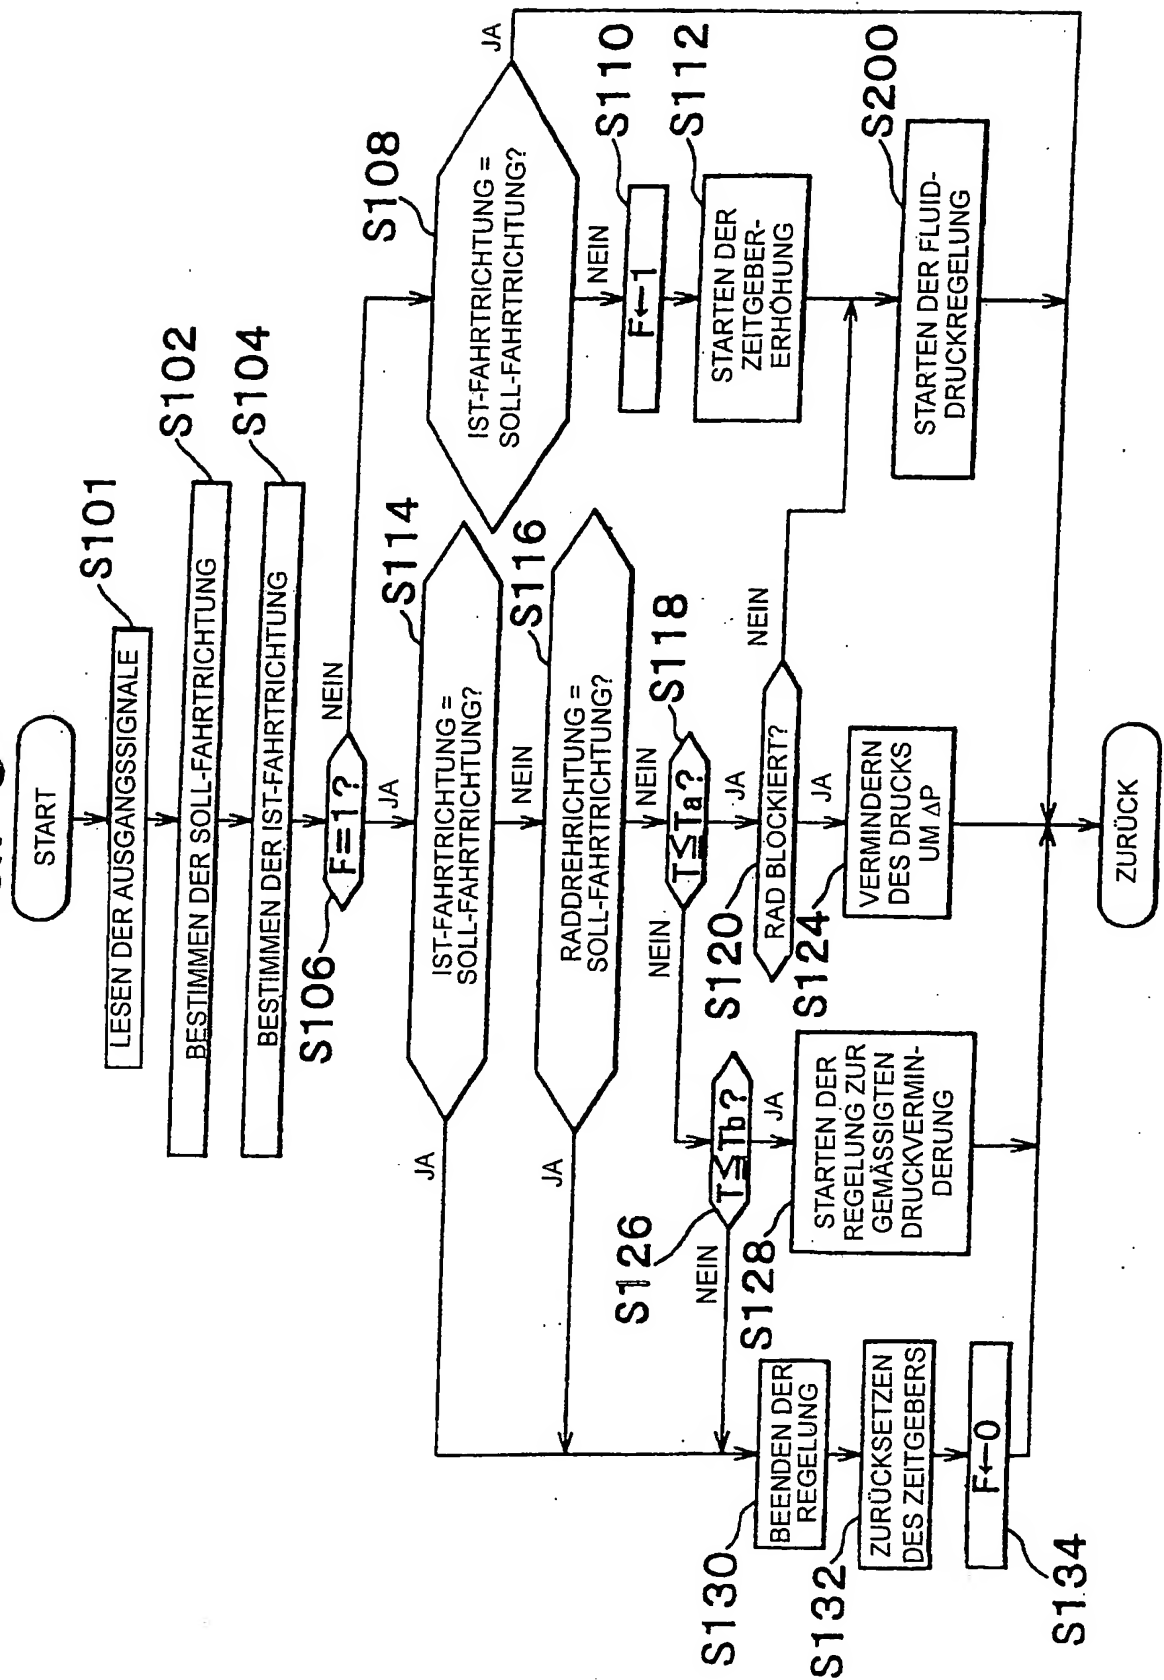 START
LESEN DER AUSGANGSSIGNALE
S101
BESTIMMEN DER SOLL-FAHRTRICHTUNG
S102
BESTIMMEN DER IST-FAHRTRICHTUNG
S104
F=1?
S106
NEIN
JA
IST-FAHRTRICHTUNG =
SOLL-FAHRTRICHTUNG?
S108
JA
NEIN
F←1
S110
STARTEN DER
ZEITGEBER-
ERHÖHUNG
S112
STARTEN DER FLUID-
DRUCKREGELUNG
S200
IST-FAHRTRICHTUNG =
SOLL-FAHRTRICHTUNG?
S114
JA
NEIN
RADDREHRICHTUNG =
SOLL-FAHRTRICHTUNG?
S116
JA
NEIN
T≦Ta?
S118
NEIN
JA
RAD BLOCKIERT?
S120
NEIN
JA
VERMINDERN
DES DRUCKS
UM ΔP
S124
T≦Tb?
S126
NEIN
JA
STARTEN DER
REGELUNG ZUR
GEMÄSSIGTEN
DRUCKVERMIN-
DERUNG
S128
BEENDEN DER
REGELUNG
S130
ZURÜCKSETZEN
DES ZEITGEBERS
S132
F←0
S134
ZURÜCK